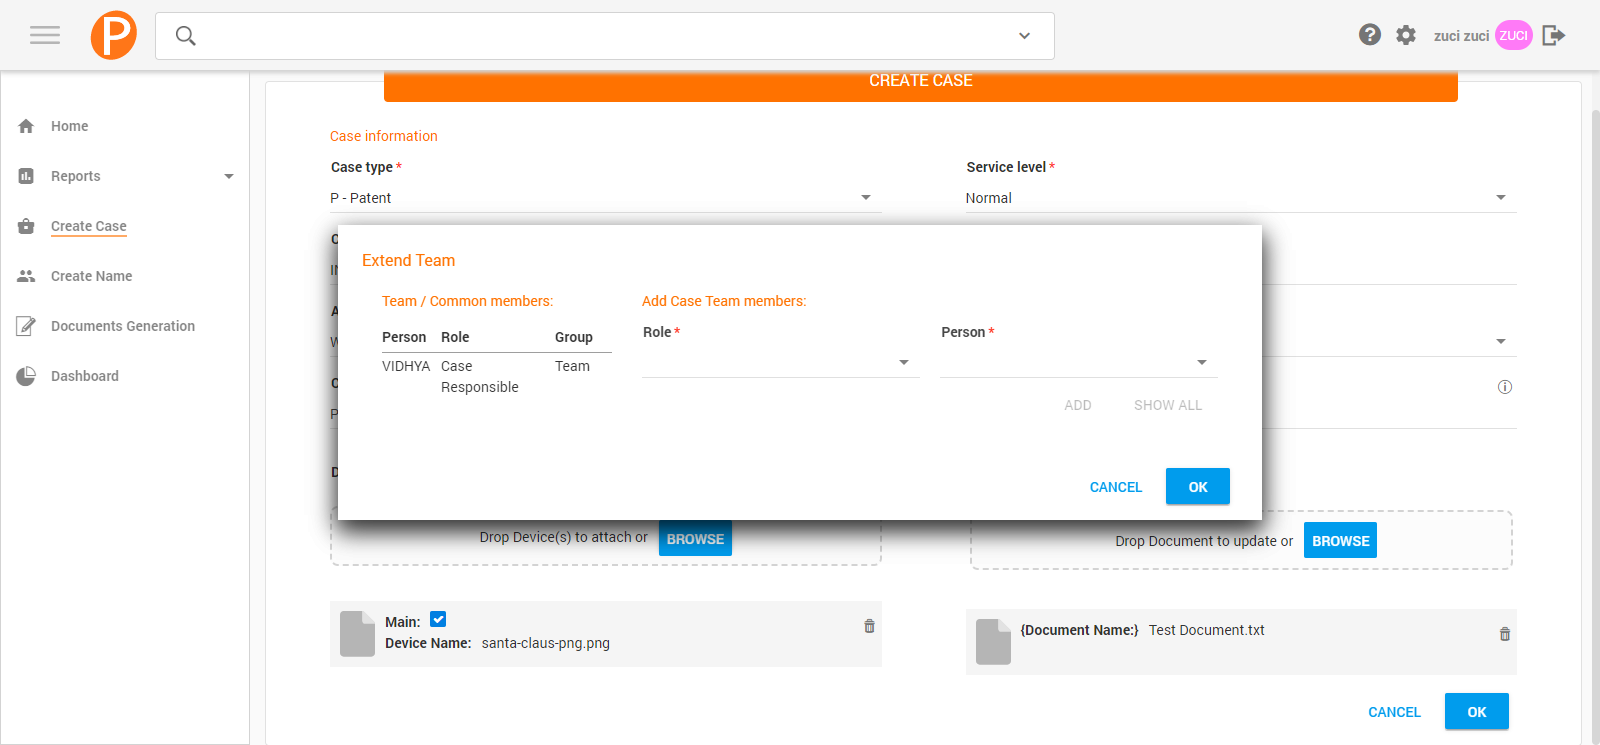 P
zuci zuci
ZUCI
Home
Reports
Create Case
Create Name
Documents Generation
Dashboard
CREATE CASE
Case information
Case type *
Service level *
P - Patent
Normal
Extend Team
Team / Common members:
Add Case Team members:
Person Role Group
VIDHYA Case Team
Responsible
Role *
Person *
ADD
SHOW ALL
CANCEL
OK
Drop Device(s) to attach or BROWSE
Drop Document to update or BROWSE
Main:
Device Name: santa-claus-png.png
{Document Name:} Test Document.txt
CANCEL
OK